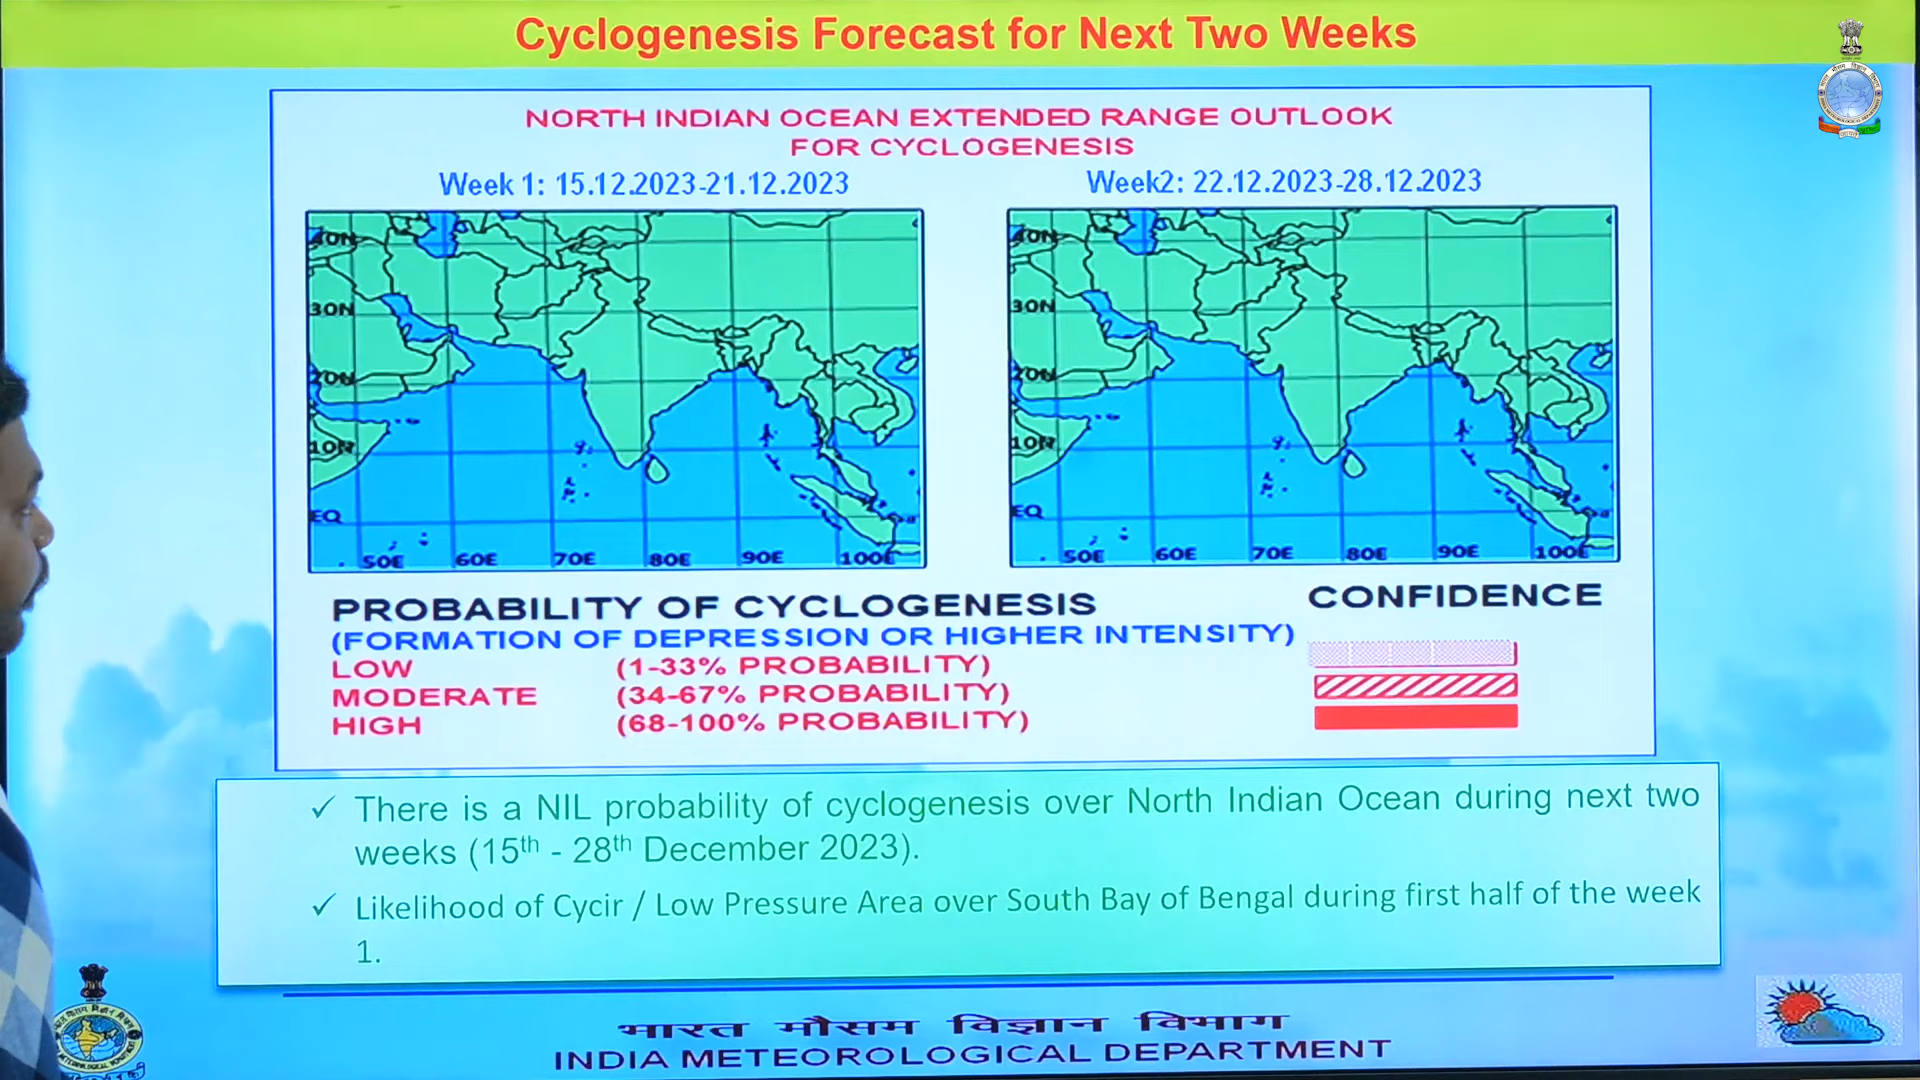 Cyclogenesis Forecast for Next Two Weeks
NORTH INDIAN OCEAN EXTENDED RANGE OUTLOOK
FOR CYCLOGENESIS
Week 1: 15.12.2023-21.12.2023
Week2: 22.12.2023-28.12.2023
40N
30N
20N
10N
EQ
50E 60E 70E 80E 90E 100E
40N
30N
20N
10N
EQ
50E 60E 70E 80E 90E 100E
PROBABILITY OF CYCLOGENESIS
CONFIDENCE
(FORMATION OF DEPRESSION OR HIGHER INTENSITY)
LOW (1-33% PROBABILITY)
MODERATE (34-67% PROBABILITY)
HIGH (68-100% PROBABILITY)
✓ There is a NIL probability of cyclogenesis over North Indian Ocean during next two
weeks (15th - 28th December 2023).
✓ Likelihood of Cycir / Low Pressure Area over South Bay of Bengal during first half of the week
1.
भारत मौसम विज्ञान विभाग
INDIA METEOROLOGICAL DEPARTMENT